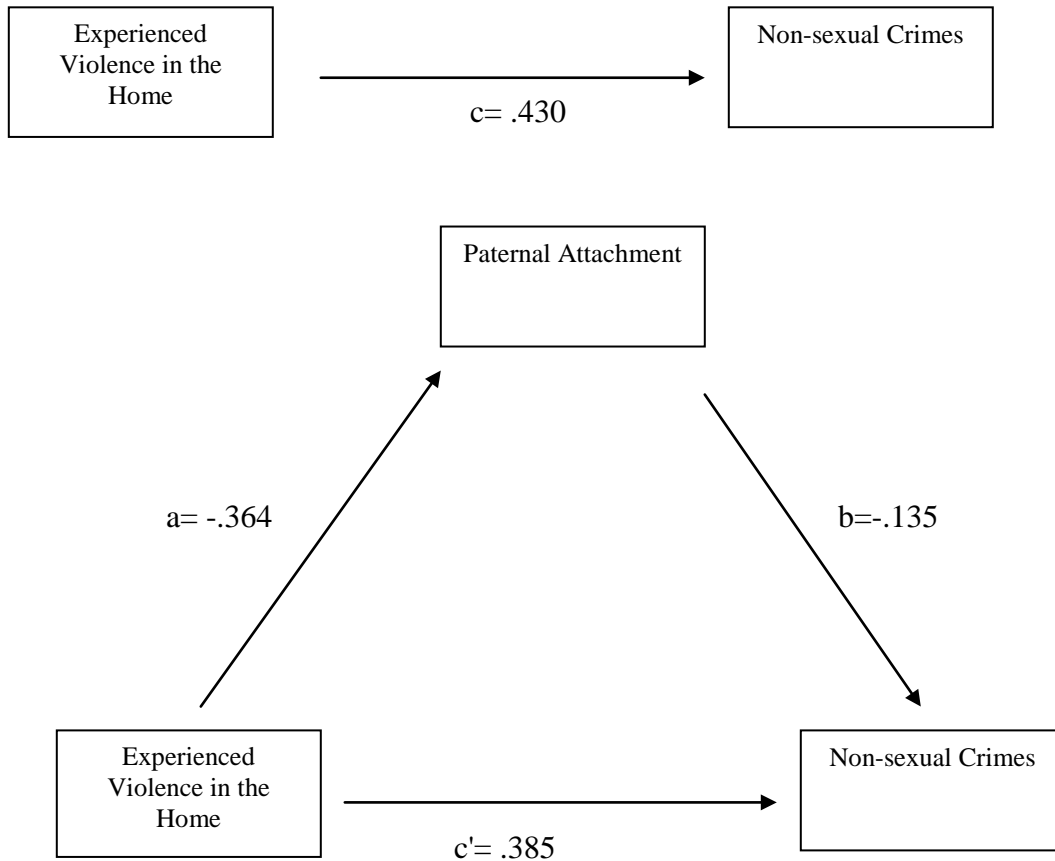 Experienced
Violence in the
Home
Non-sexual Crimes
c= .430
Paternal Attachment
a= -.364
b=-.135
Experienced
Violence in the
Home
Non-sexual Crimes
c'= .385